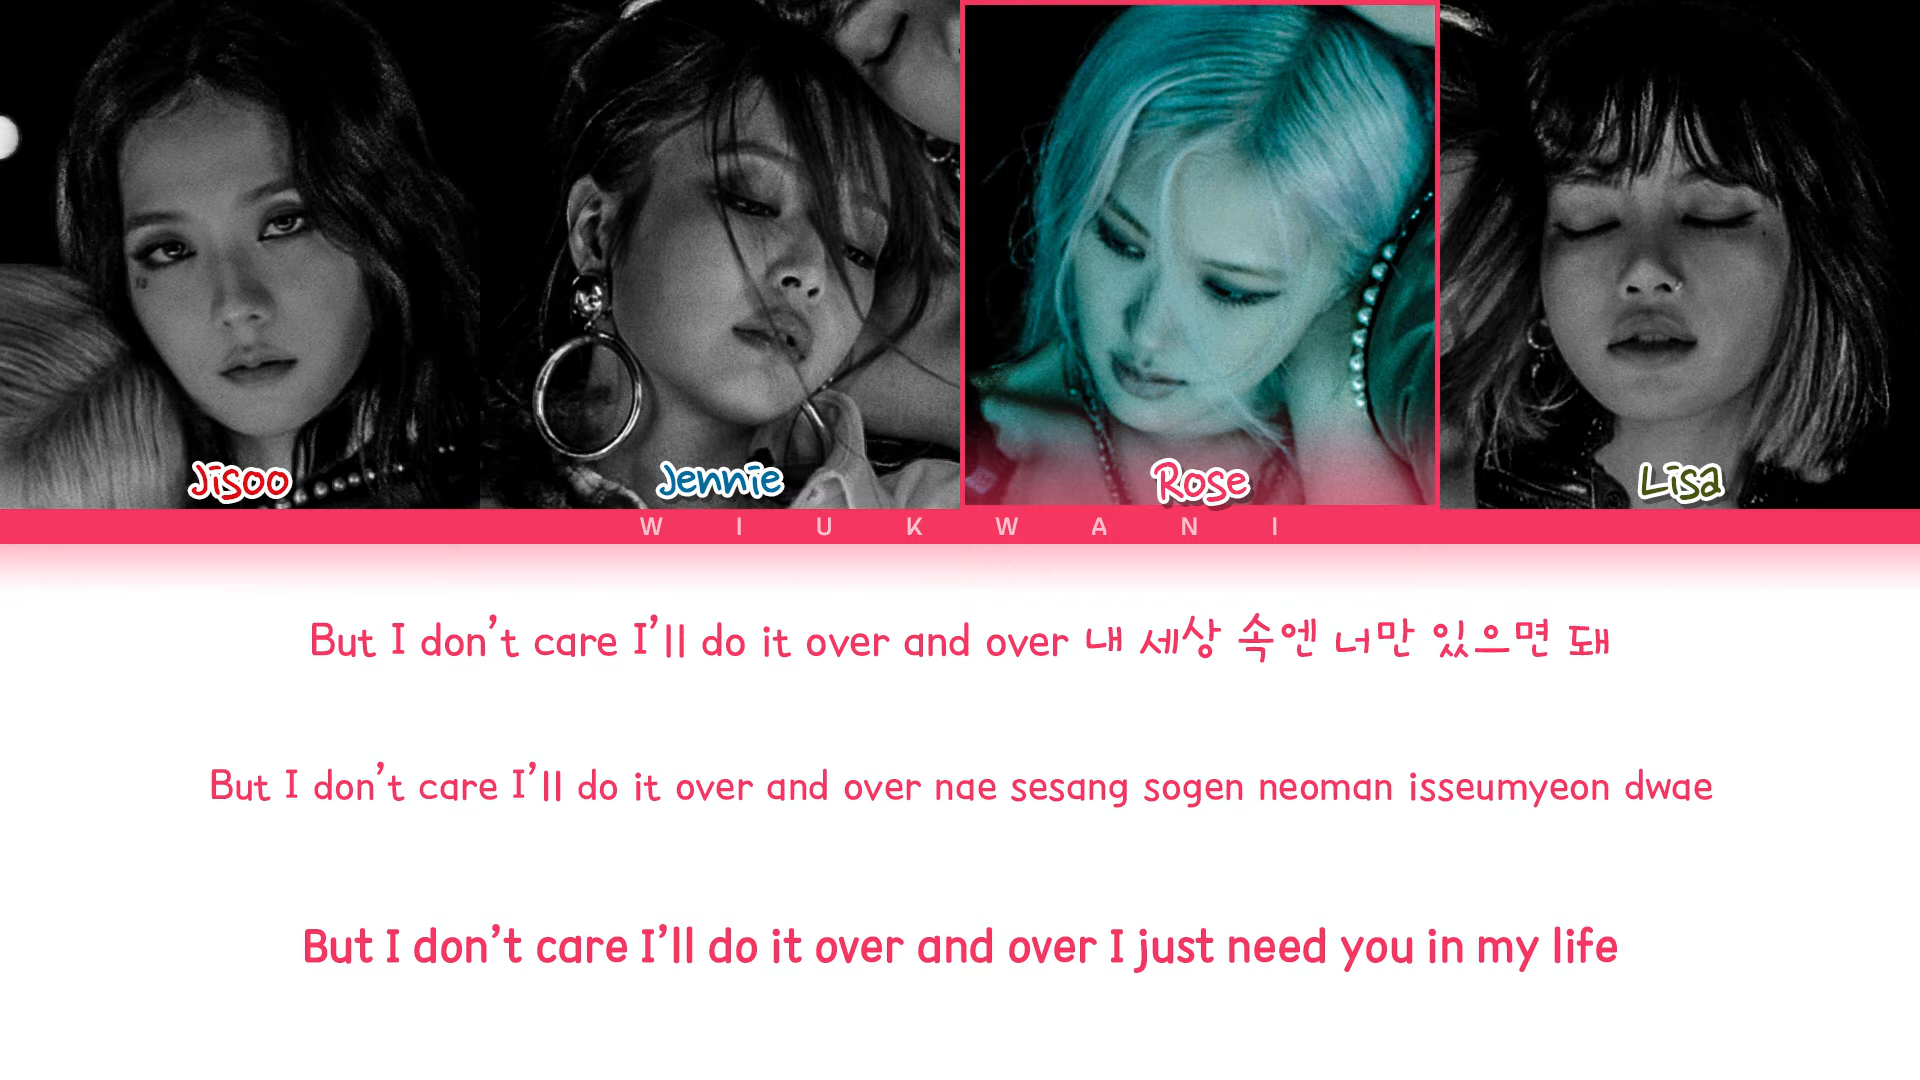 Jisoo
Jennie
Rose
Lisa
WIUKWANI
But I don't care I'll do it over and over 내 세상 속엔 너만 있으면 돼
But I don't care I'll do it over and over nae sesang sogen neoman isseumyeon dwae
But I don't care I'll do it over and over I just need you in my life